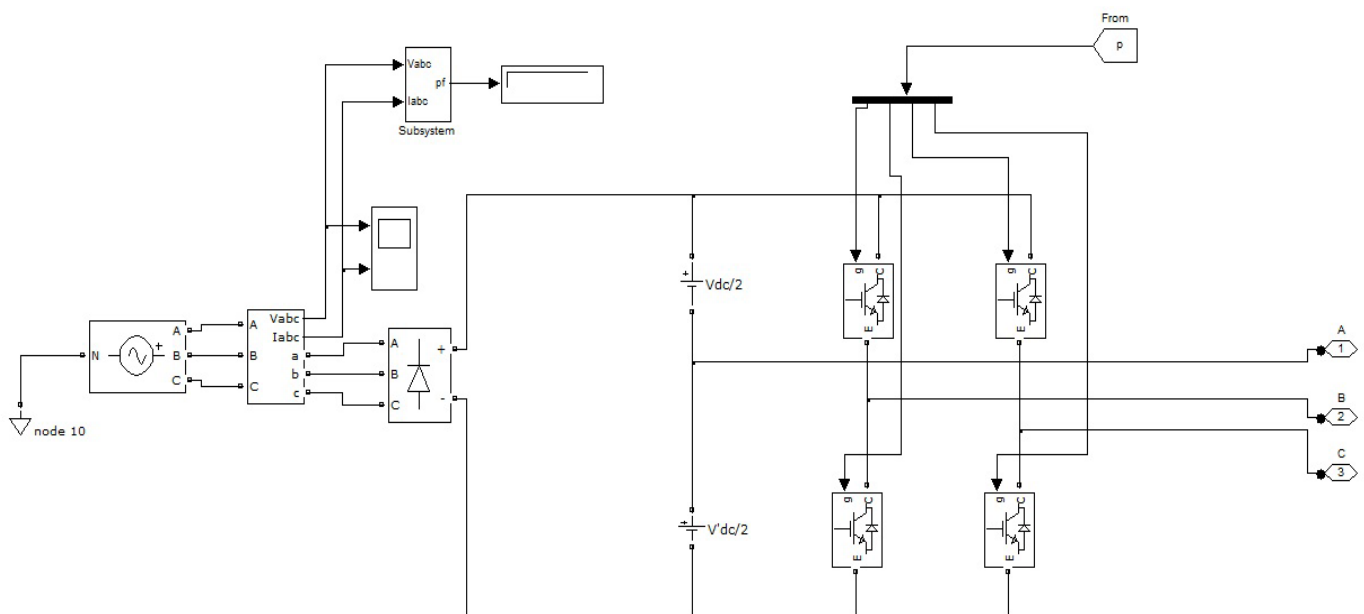 From
p
Vabc
pf
Iabc
Subsystem
g C
g C
Vdc/2
E
E
Vabc
A A
Iabc
A
1
N B B
a A +
b B
C C
c C -
B
2
node 10
C
3
g C
g C
V'dc/2
E
E